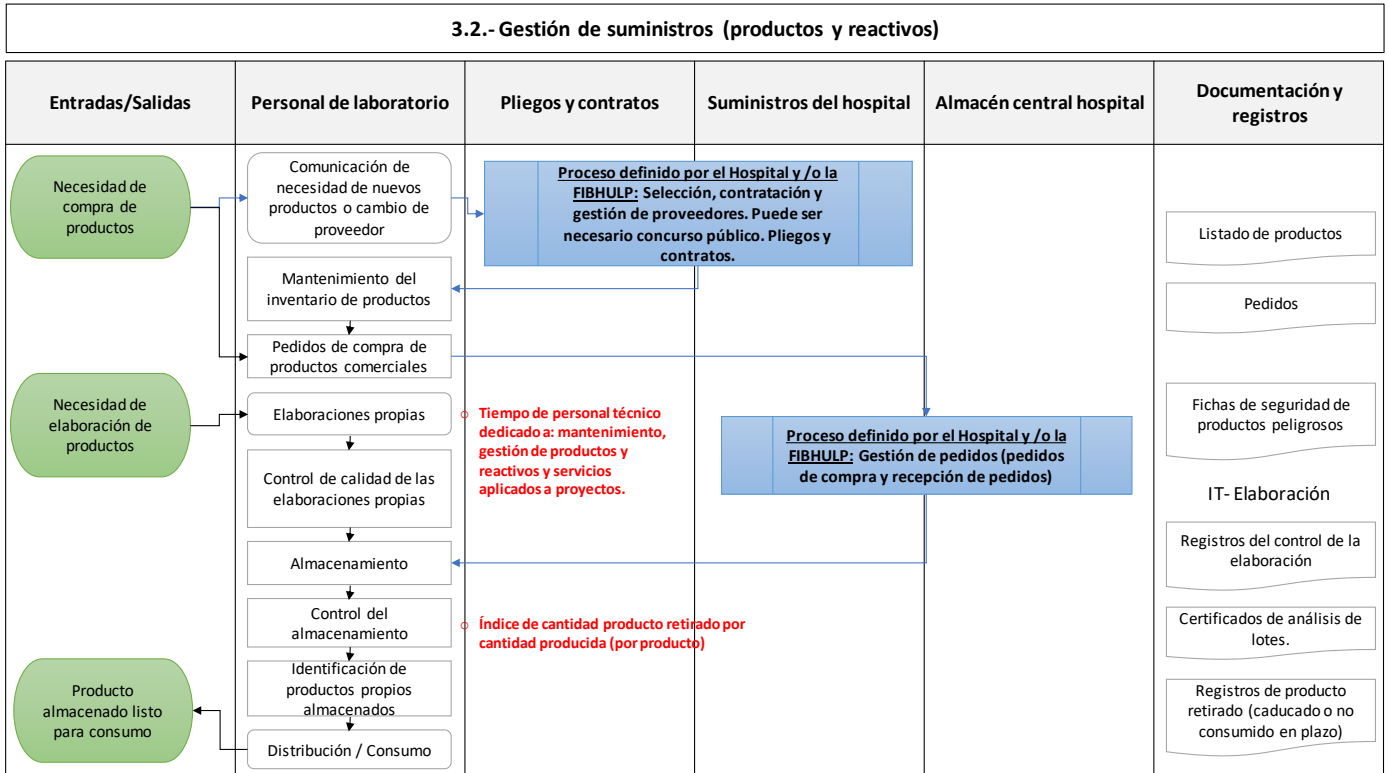 3.2.- Gestión de suministros (productos y reactivos)
Entradas/Salidas
Personal de laboratorio
Pliegos y contratos
Suministros del hospital
Almacén central hospital
Documentación y
registros
Necesidad de
compra de
productos
Comunicación de
necesidad de nuevos
productos o cambio de
proveedor
Proceso definido por el Hospital y /o la
FIBHULP: Selección, contratación y
gestión de proveedores. Puede ser
necesario concurso público. Pliegos y
contratos.
Listado de productos
Mantenimiento del
inventario de productos
Pedidos
Pedidos de compra de
productos comerciales
Necesidad de
elaboración de
productos
Elaboraciones propias
Tiempo de personal técnico
dedicado a: mantenimiento,
gestión de productos y
reactivos y servicios
aplicados a proyectos.
Proceso definido por el Hospital y /o la
FIBHULP: Gestión de pedidos (pedidos
de compra y recepción de pedidos)
Fichas de seguridad de
productos peligrosos
Control de calidad de las
elaboraciones propias
IT- Elaboración
Almacenamiento
Registros del control de la
elaboración
Control del
almacenamiento
Índice de cantidad producto retirado por
cantidad producida (por producto)
Certificados de análisis de
lotes.
Identificación de
productos propios
almacenados
Producto
almacenado listo
para consumo
Registros de producto
retirado (caducado o no
consumido en plazo)
Distribución / Consumo